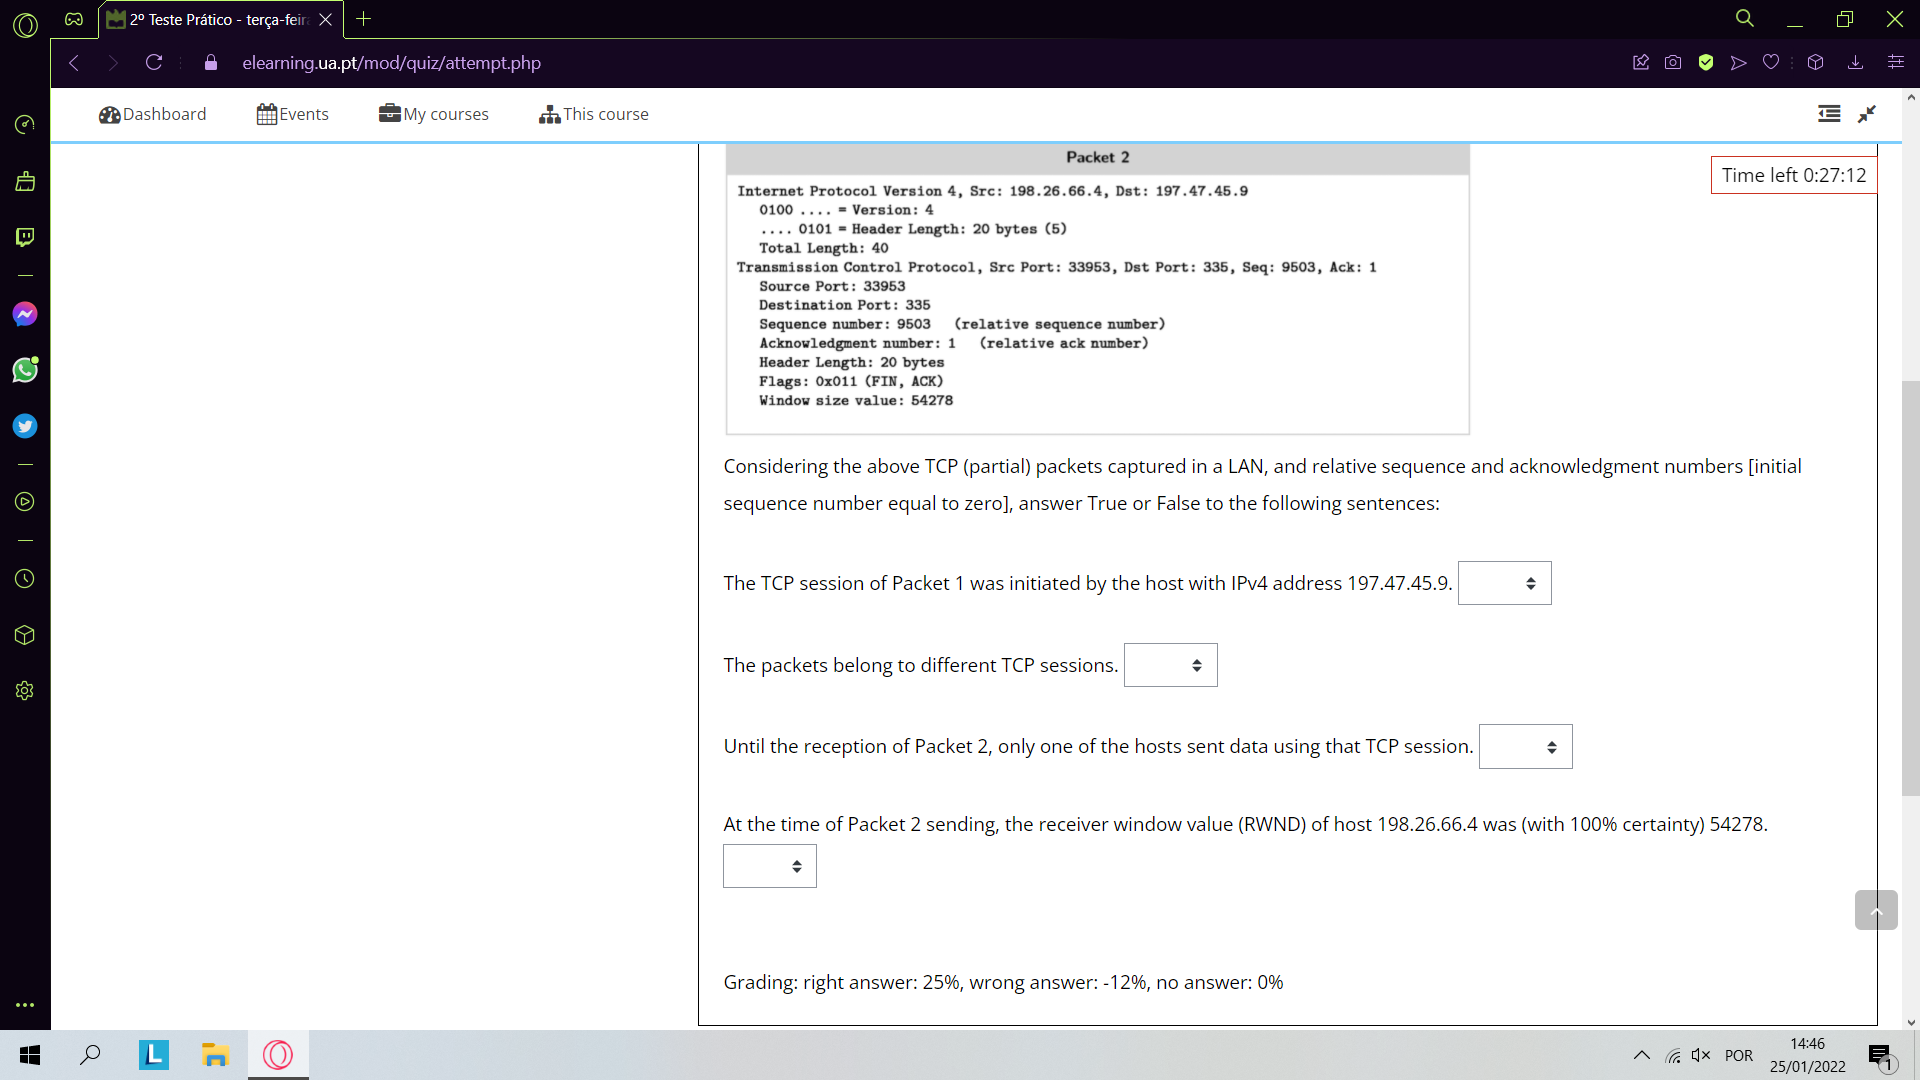 2º Teste Prático - terça-feir
elearning.ua.pt/mod/quiz/attempt.php
Dashboard
Events
My courses
This course
Time left 0:27:12
Packet 2
Internet Protocol Version 4, Src: 198.26.66.4, Dst: 197.47.45.9
0100 .... = Version: 4
.... 0101 = Header Length: 20 bytes (5)
Total Length: 40
Transmission Control Protocol, Src Port: 33953, Dst Port: 335, Seq: 9503, Ack: 1
Source Port: 33953
Destination Port: 335
Sequence number: 9503 (relative sequence number)
Acknowledgment number: 1 (relative ack number)
Header Length: 20 bytes
Flags: 0x011 (FIN, ACK)
Window size value: 54278
Considering the above TCP (partial) packets captured in a LAN, and relative sequence and acknowledgment numbers [initial
sequence number equal to zero], answer True or False to the following sentences:
The TCP session of Packet 1 was initiated by the host with IPv4 address 197.47.45.9.
The packets belong to different TCP sessions.
Until the reception of Packet 2, only one of the hosts sent data using that TCP session.
At the time of Packet 2 sending, the receiver window value (RWND) of host 198.26.66.4 was (with 100% certainty) 54278.
Grading: right answer: 25%, wrong answer: -12%, no answer: 0%
L
POR
14:46
25/01/2022
1